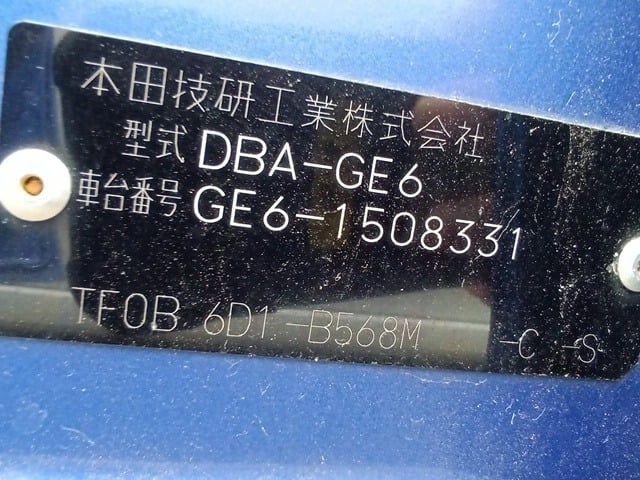 本田技研工業株式会社
型式 DBA-GE6
車台番号 GE6-1508331
TF0B 6D1 -B568M -C -S-